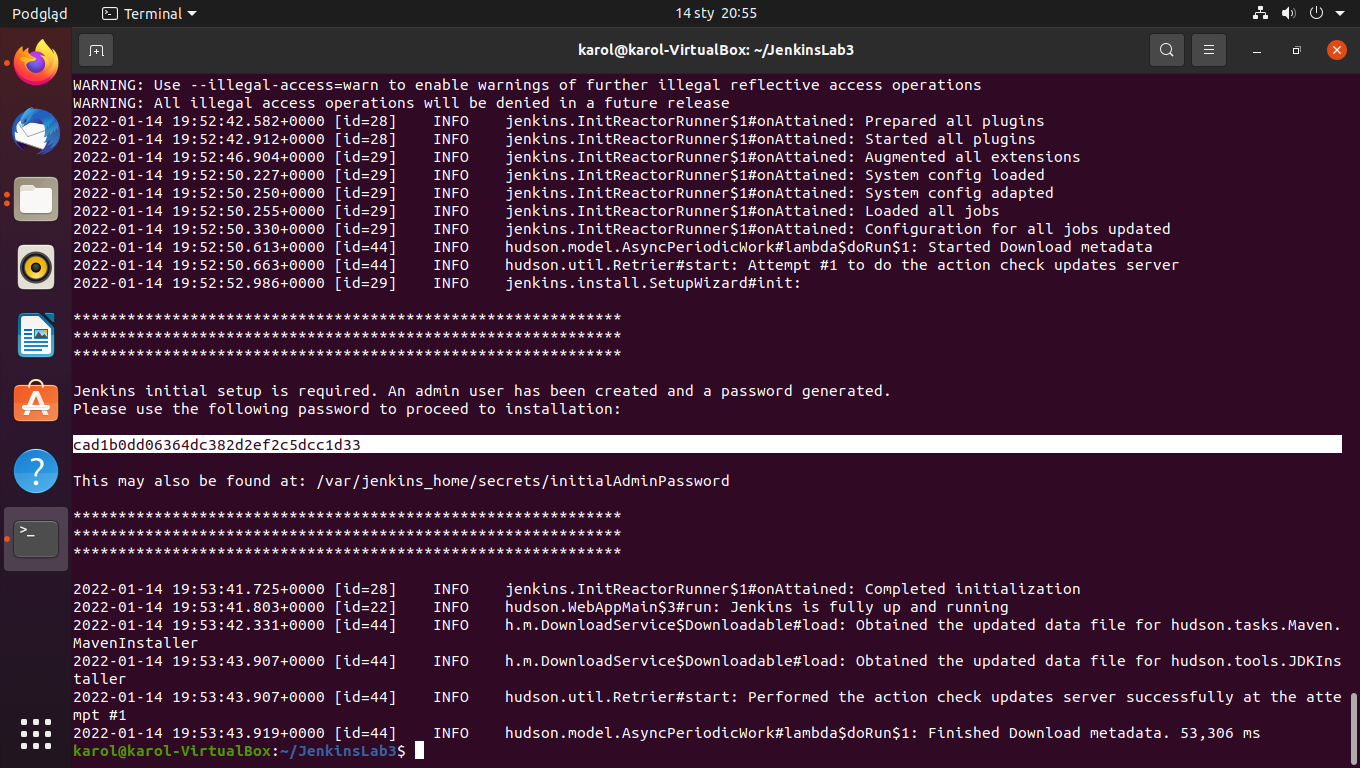 Podgląd Terminal 14 sty 20:55
karol@karol-VirtualBox: ~/JenkinsLab3
WARNING: Use --illegal-access=warn to enable warnings of further illegal reflective access operations
WARNING: All illegal access operations will be denied in a future release
2022-01-14 19:52:42.582+0000 [id=28] INFO jenkins.InitReactorRunner$1#onAttained: Prepared all plugins
2022-01-14 19:52:42.912+0000 [id=28] INFO jenkins.InitReactorRunner$1#onAttained: Started all plugins
2022-01-14 19:52:46.904+0000 [id=29] INFO jenkins.InitReactorRunner$1#onAttained: Augmented all extensions
2022-01-14 19:52:50.227+0000 [id=29] INFO jenkins.InitReactorRunner$1#onAttained: System config loaded
2022-01-14 19:52:50.250+0000 [id=29] INFO jenkins.InitReactorRunner$1#onAttained: System config adapted
2022-01-14 19:52:50.255+0000 [id=29] INFO jenkins.InitReactorRunner$1#onAttained: Loaded all jobs
2022-01-14 19:52:50.330+0000 [id=29] INFO jenkins.InitReactorRunner$1#onAttained: Configuration for all jobs updated
2022-01-14 19:52:50.613+0000 [id=44] INFO hudson.model.AsyncPeriodicWork#lambda$doRun$1: Started Download metadata
2022-01-14 19:52:50.663+0000 [id=44] INFO hudson.util.Retrier#start: Attempt #1 to do the action check updates server
2022-01-14 19:52:52.986+0000 [id=29] INFO jenkins.install.SetupWizard#init:
*************************************************************
*************************************************************
*************************************************************
Jenkins initial setup is required. An admin user has been created and a password generated.
Please use the following password to proceed to installation:
cad1b0dd06364dc382d2ef2c5dcc1d33
This may also be found at: /var/jenkins_home/secrets/initialAdminPassword
*************************************************************
*************************************************************
*************************************************************
2022-01-14 19:53:41.725+0000 [id=28] INFO jenkins.InitReactorRunner$1#onAttained: Completed initialization
2022-01-14 19:53:41.803+0000 [id=22] INFO hudson.WebAppMain$3#run: Jenkins is fully up and running
2022-01-14 19:53:42.331+0000 [id=44] INFO h.m.DownloadService$Downloadable#load: Obtained the updated data file for hudson.tasks.Maven.
MavenInstaller
2022-01-14 19:53:43.907+0000 [id=44] INFO h.m.DownloadService$Downloadable#load: Obtained the updated data file for hudson.tools.JDKIns
taller
2022-01-14 19:53:43.907+0000 [id=44] INFO hudson.util.Retrier#start: Performed the action check updates server successfully at the atte
mpt #1
2022-01-14 19:53:43.919+0000 [id=44] INFO hudson.model.AsyncPeriodicWork#lambda$doRun$1: Finished Download metadata. 53,306 ms
karol@karol-VirtualBox:~/JenkinsLab3$